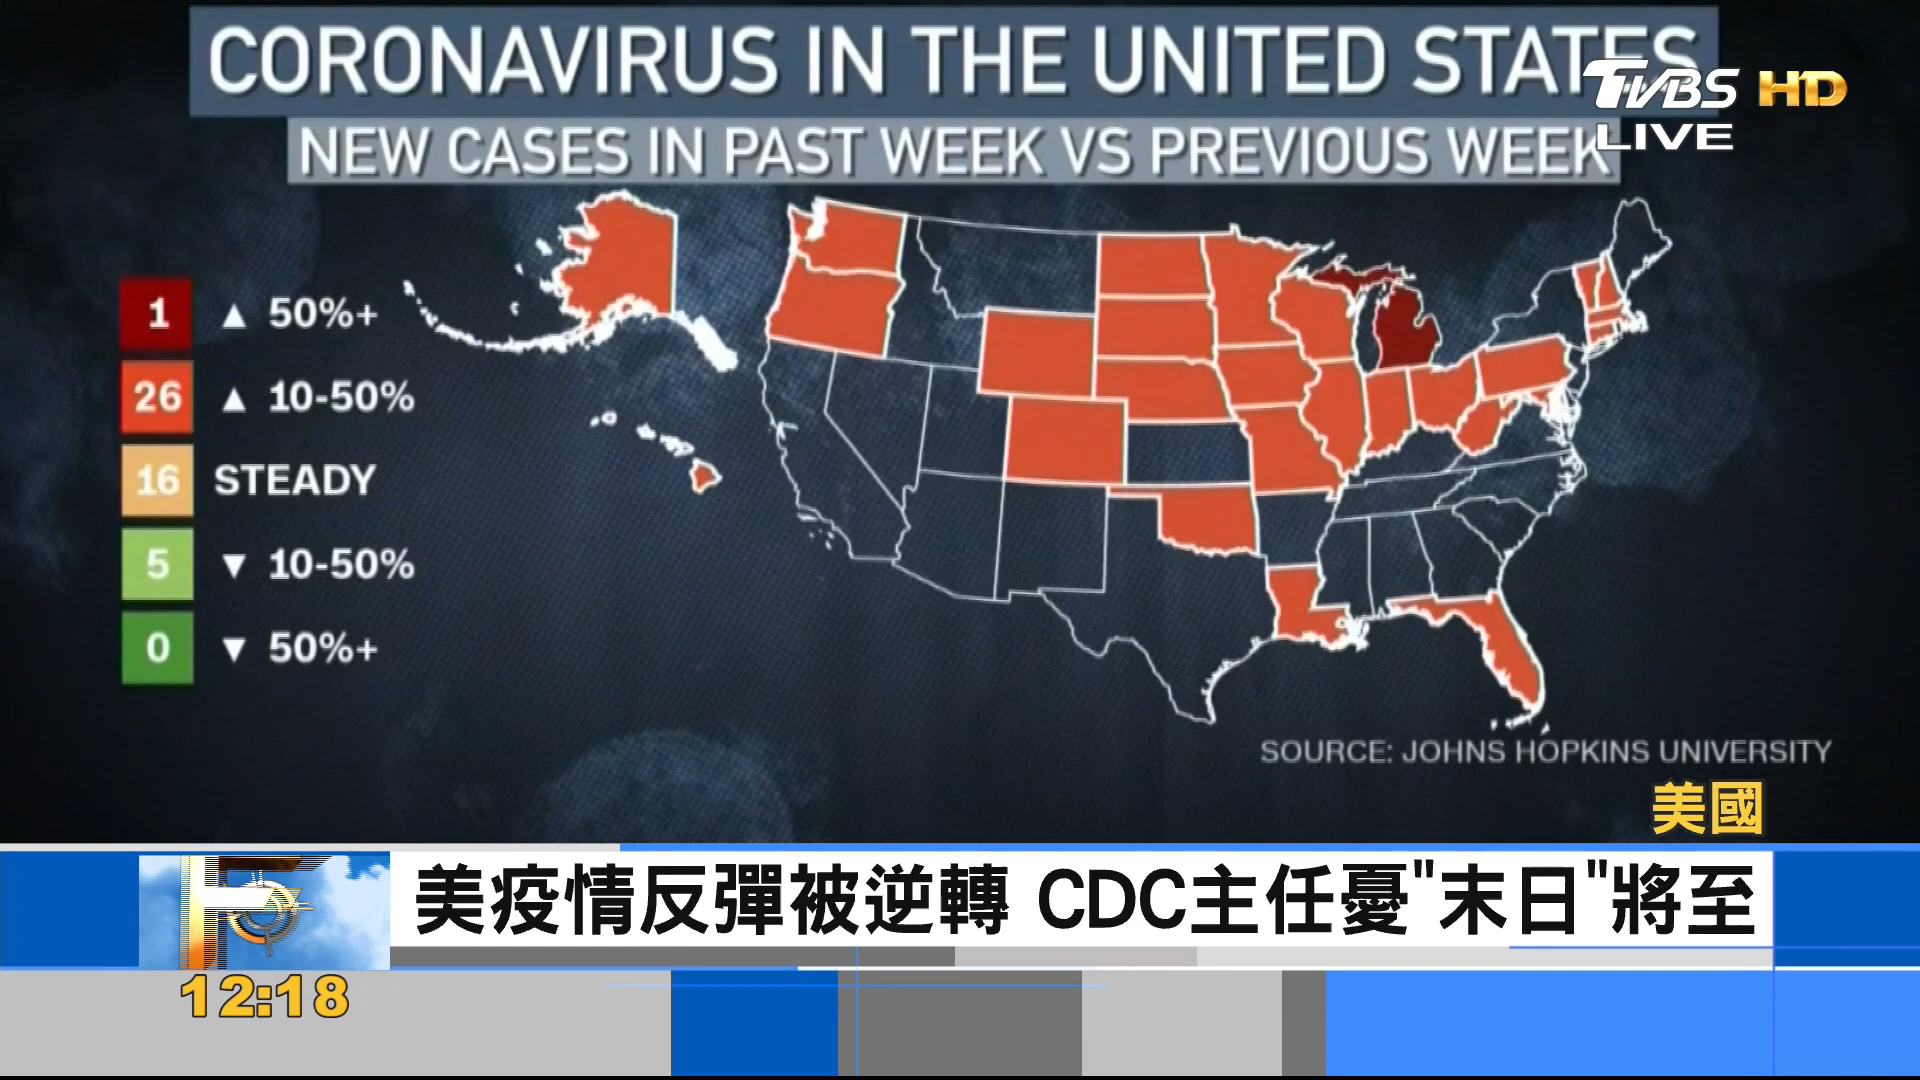 CORONAVIRUS IN THE UNITED STATES
TVBS HD
LIVE
NEW CASES IN PAST WEEK VS PREVIOUS WEEK
1 ▲ 50%+
26 ▲ 10-50%
16 STEADY
5 ▼ 10-50%
0 ▼ 50%+
SOURCE: JOHNS HOPKINS UNIVERSITY
美國
美疫情反彈被逆轉 CDC主任憂"末日"將至
12:18